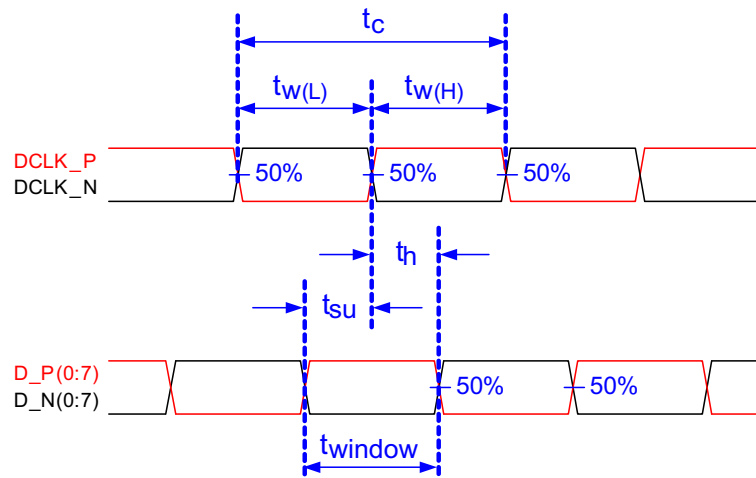 tc
tw(L)
tw(H)
DCLK_P
DCLK_N
50%
50%
50%
th
tsu
D_P(0:7)
D_N(0:7)
50%
50%
twindow